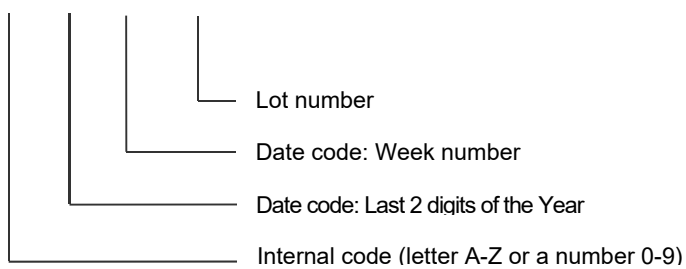 Lot number
Date code: Week number
Date code: Last 2 digits of the Year
Internal code (letter A-Z or a number 0-9)